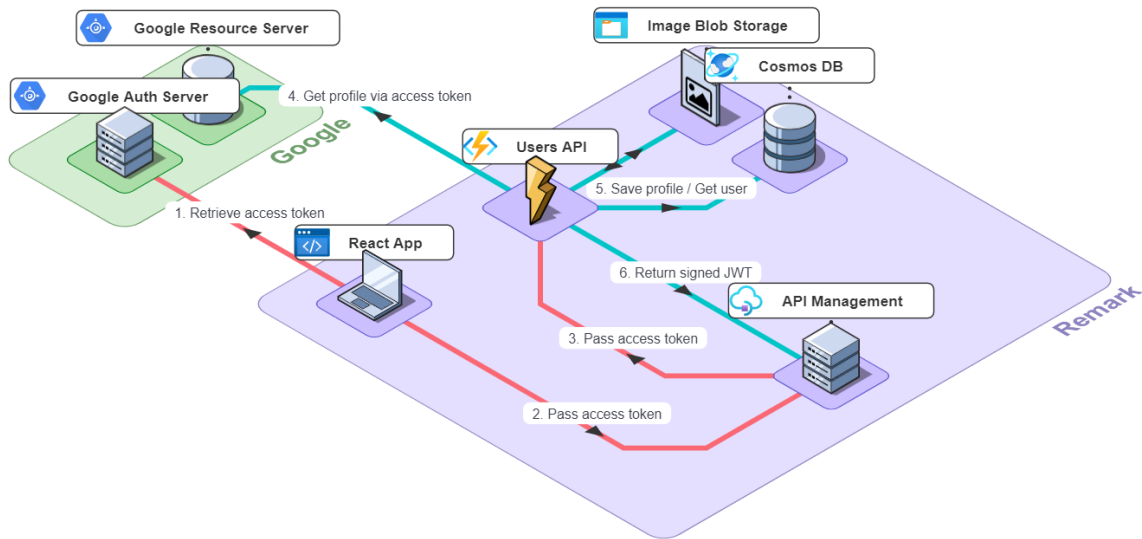 Google Resource Server
Image Blob Storage
Cosmos DB
Google Auth Server
4. Get profile via access token
Google
Users API
5. Save profile / Get user
1. Retrieve access token
React App
6. Return signed JWT
API Management
Remark
3. Pass access token
2. Pass access token